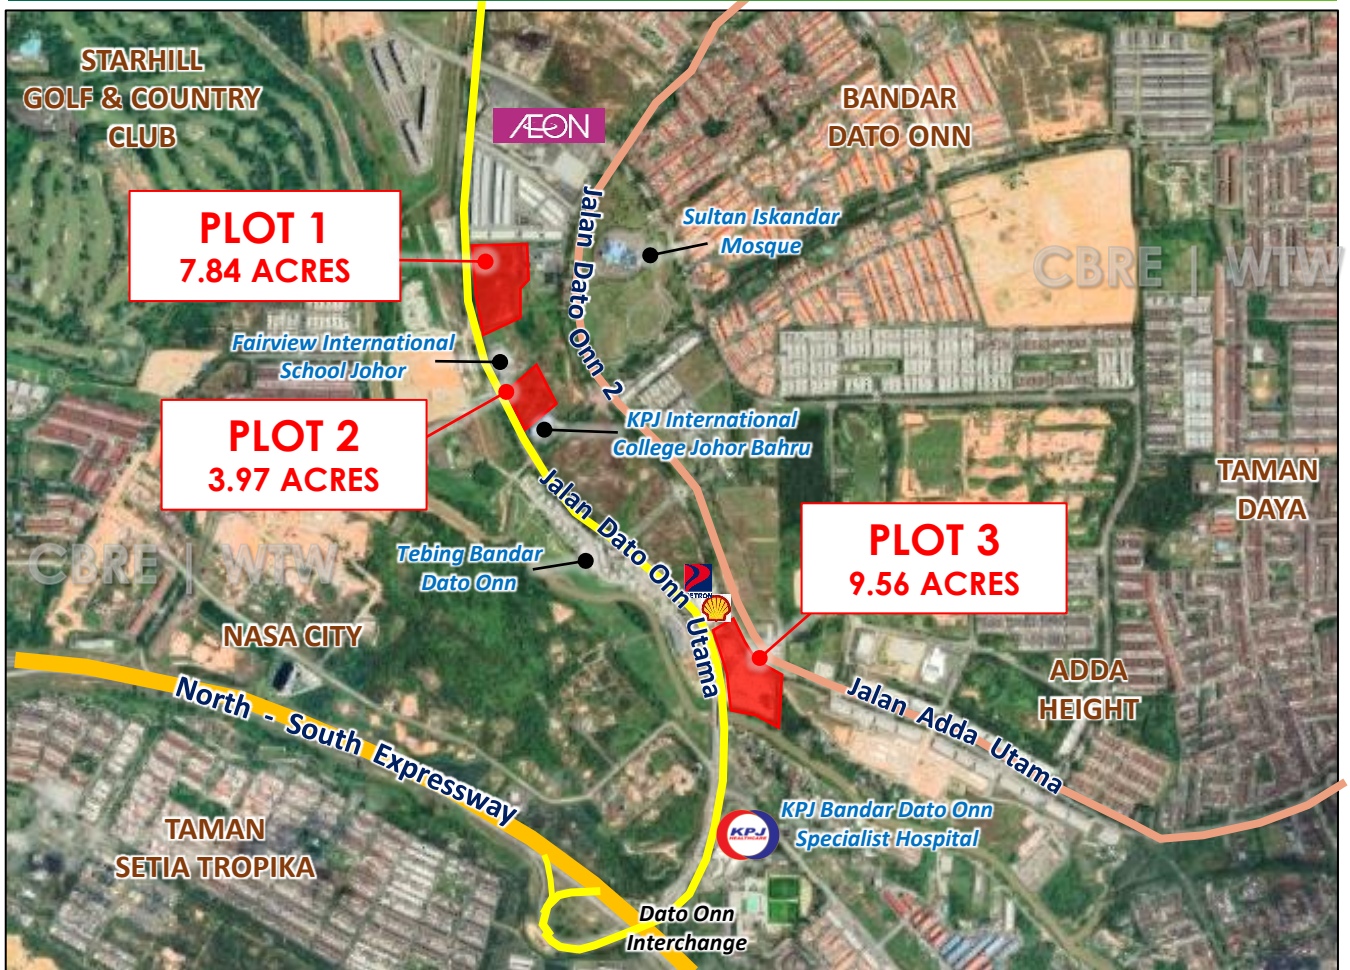 STARHILL
GOLF & COUNTRY
CLUB
ÆON
BANDAR
DATO ONN
PLOT 1
7.84 ACRES
Jalan Dato Onn 2
Sultan Iskandar
Mosque
CBRE | WTW
Fairview International
School Johor
PLOT 2
3.97 ACRES
KPJ International
College Johor Bahru
TAMAN
DAYA
Jalan Dato Onn Utama
PLOT 3
9.56 ACRES
CBRE | WTW
Tebing Bandar
Dato Onn
ETRON
NASA CITY
ADDA
HEIGHT
North - South Expressway
Jalan Adda Utama
TAMAN
SETIA TROPIKA
KPJ
HEALTHCARE
KPJ Bandar Dato Onn
Specialist Hospital
Dato Onn
Interchange